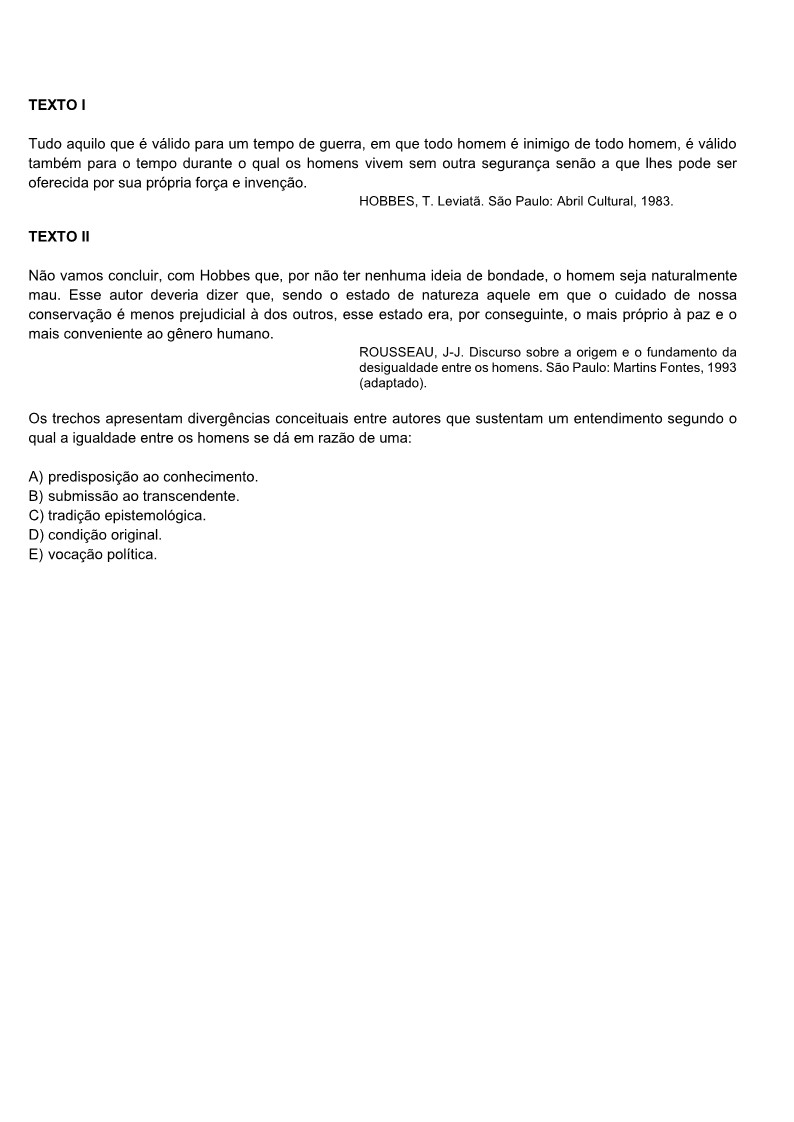 TEXTO I
Tudo aquilo que é válido para um tempo de guerra, em que todo homem é inimigo de todo homem, é válido
também para o tempo durante o qual os homens vivem sem outra segurança senão a que lhes pode ser
oferecida por sua própria força e invenção.
HOBBES, T. Leviatã. São Paulo: Abril Cultural, 1983.
TEXTO II
Não vamos concluir, com Hobbes que, por não ter nenhuma ideia de bondade, o homem seja naturalmente
mau. Esse autor deveria dizer que, sendo o estado de natureza aquele em que o cuidado de nossa
conservação é menos prejudicial à dos outros, esse estado era, por conseguinte, o mais próprio à paz e o
mais conveniente ao gênero humano.
ROUSSEAU, J-J. Discurso sobre a origem e o fundamento da
desigualdade entre os homens. São Paulo: Martins Fontes, 1993
(adaptado).
Os trechos apresentam divergências conceituais entre autores que sustentam um entendimento segundo o
qual a igualdade entre os homens se dá em razão de uma:
A) predisposição ao conhecimento.
B) submissão ao transcendente.
C) tradição epistemológica.
D) condição original.
E) vocação política.